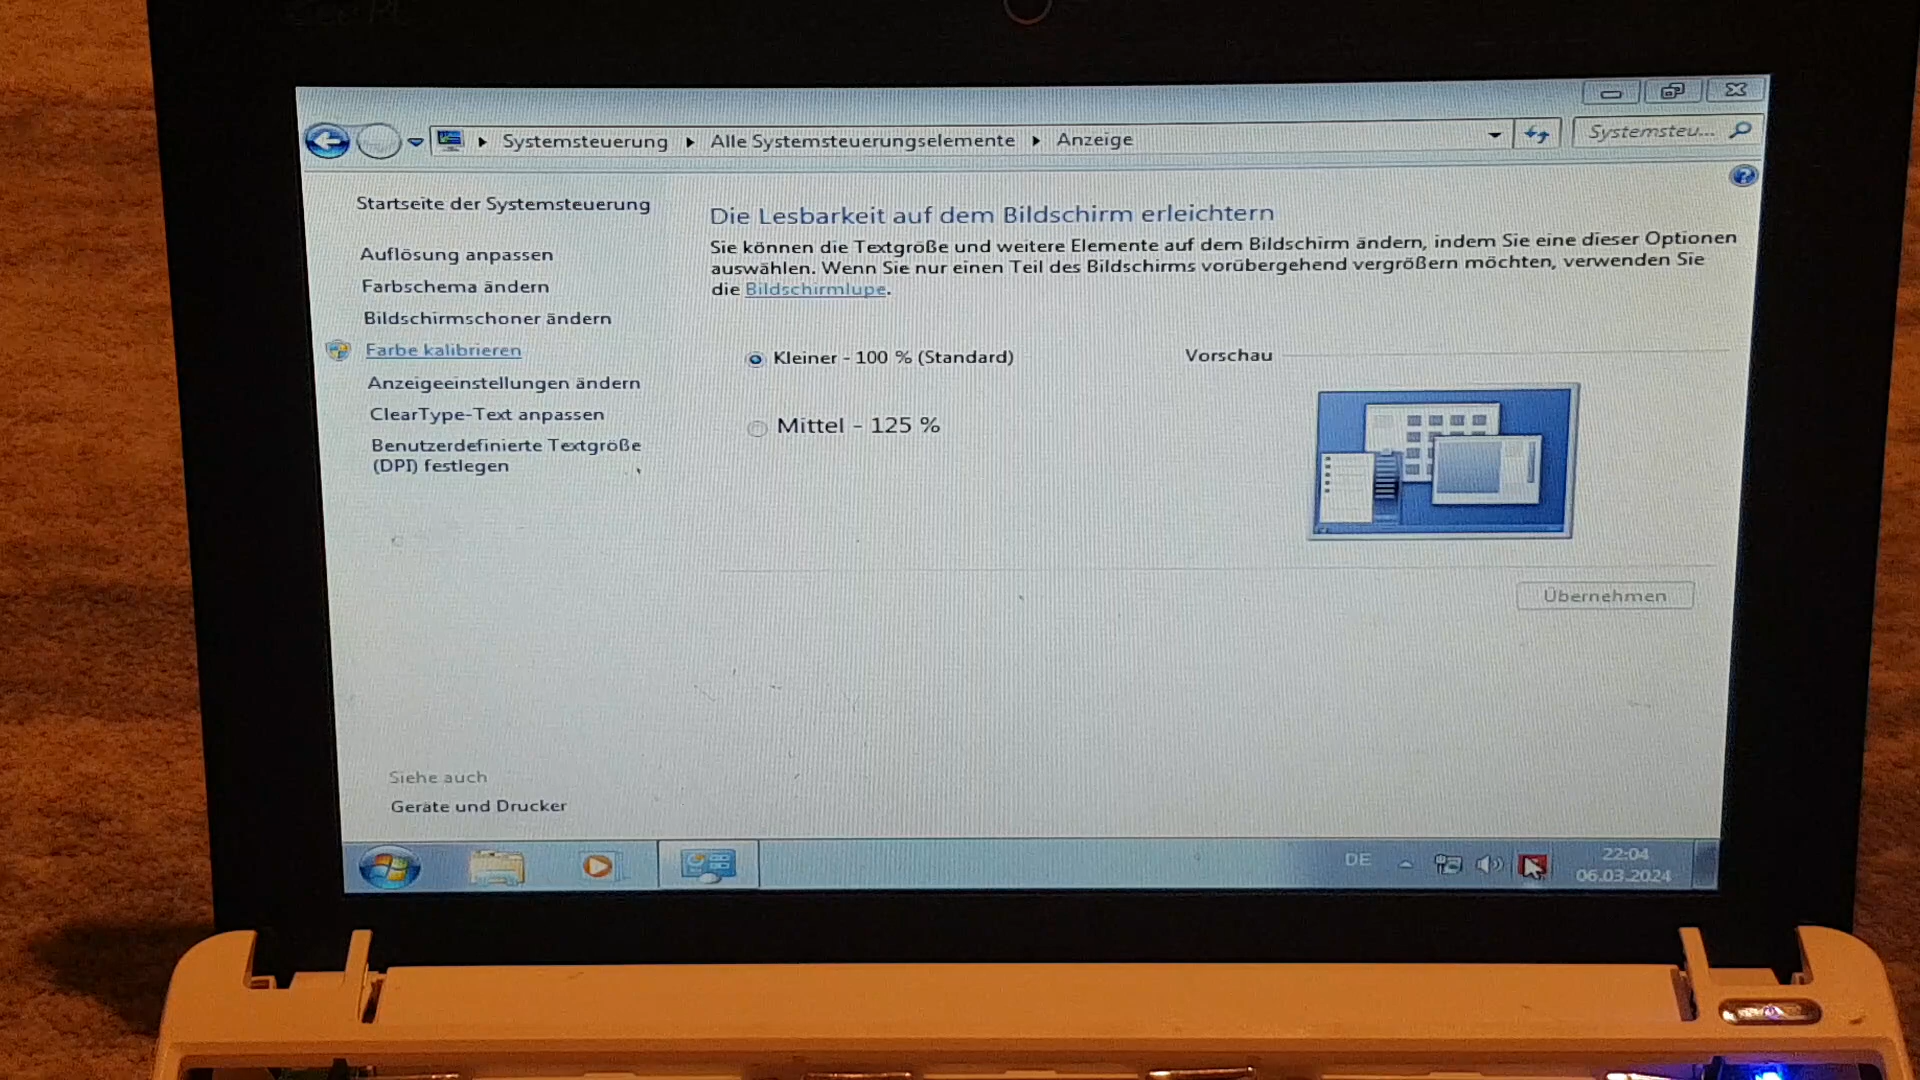 Systemsteuerung Alle Systemsteuerungselemente Anzeige
Systemsteu...
Startseite der Systemsteuerung
Auflösung anpassen
Farbschema ändern
Bildschirmschoner ändern
Farbe kalibrieren
Anzeigeeinstellungen ändern
ClearType-Text anpassen
Benutzerdefinierte Textgröße
(DPI) festlegen
Die Lesbarkeit auf dem Bildschirm erleichtern
Sie können die Textgröße und weitere Elemente auf dem Bildschirm ändern, indem Sie eine dieser Optionen
auswählen. Wenn Sie nur einen Teil des Bildschirms vorübergehend vergrößern möchten, verwenden Sie
die Bildschirmlupe.
Kleiner - 100 % (Standard)
Mittel - 125 %
Vorschau
Übernehmen
Siehe auch
Geräte und Drucker
DE
22:04
06.03.2024